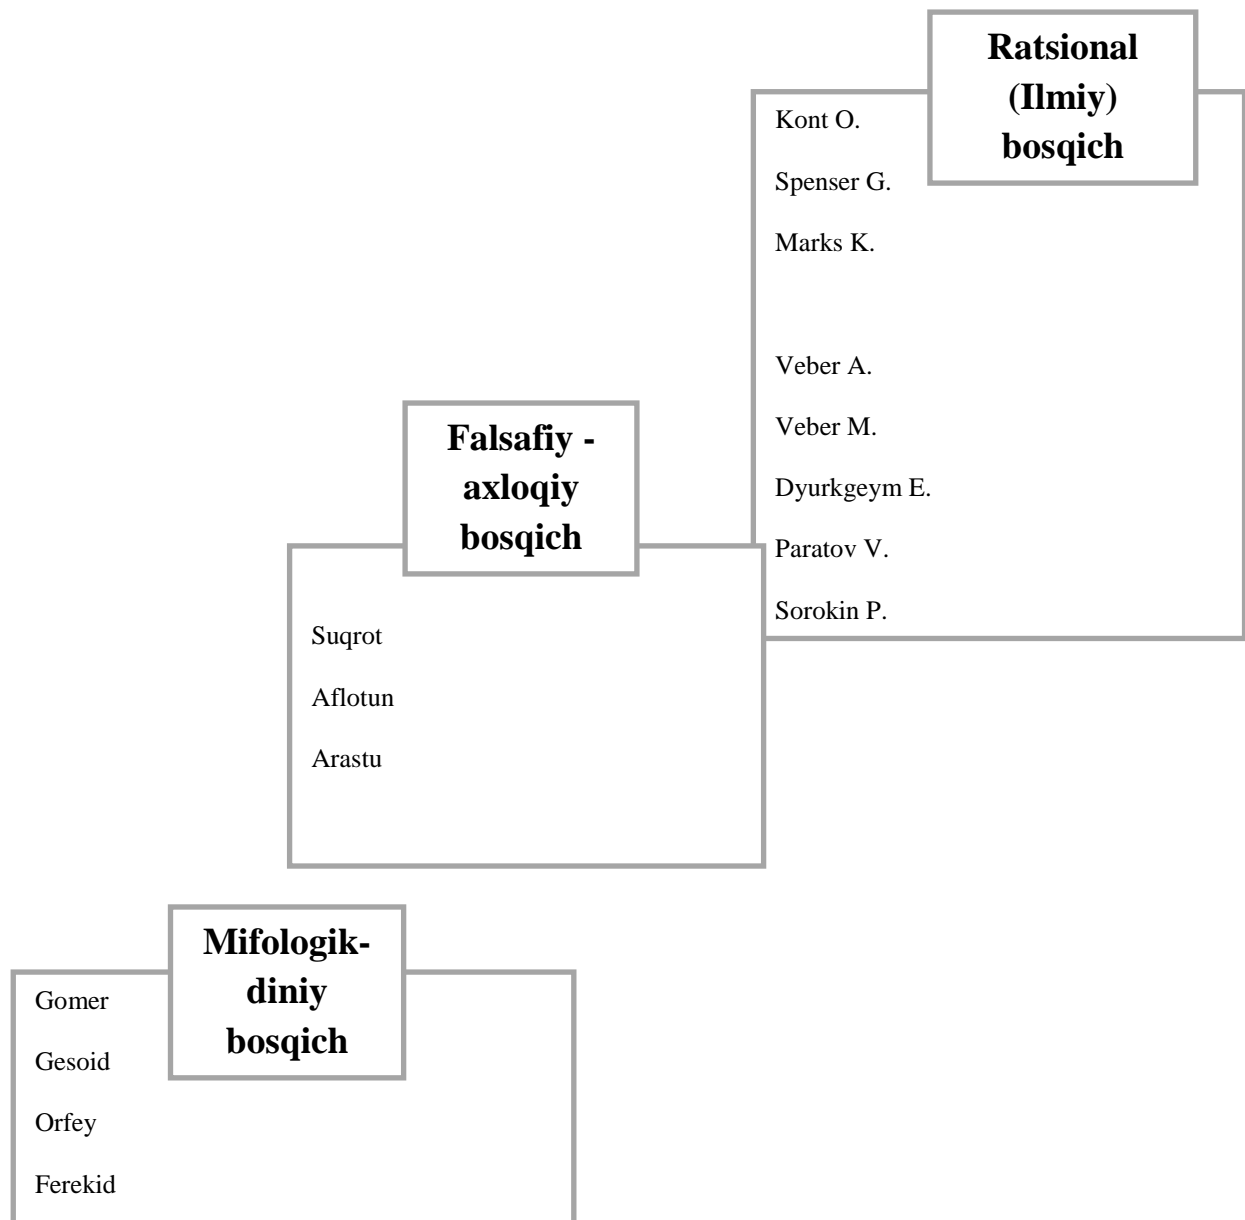 Ratsional
(Ilmiy)
bosqich
Kont O.
Spenser G.
Marks K.
Veber A.
Veber M.
Dyurkgeym E.
Paratov V.
Sorokin P.
Falsafiy -
axloqiy
bosqich
Suqrot
Aflotun
Arastu
Mifologik-
diniy
bosqich
Gomer
Gesoid
Orfey
Ferekid